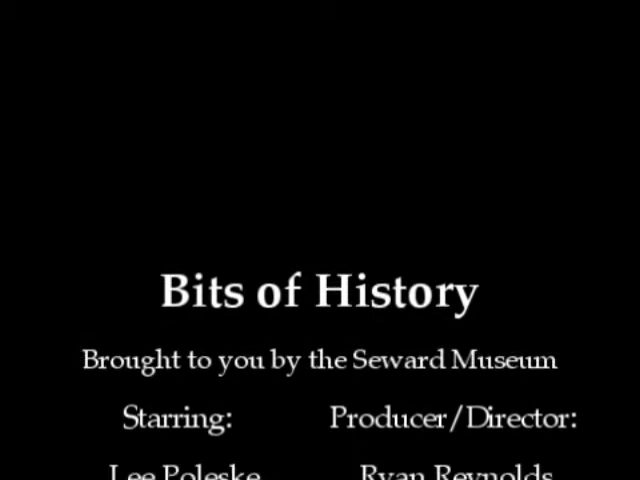 Bits of History
Brought to you by the Seward Museum
Starring: Producer/Director:
Lee Poleske Ryan Reynolds